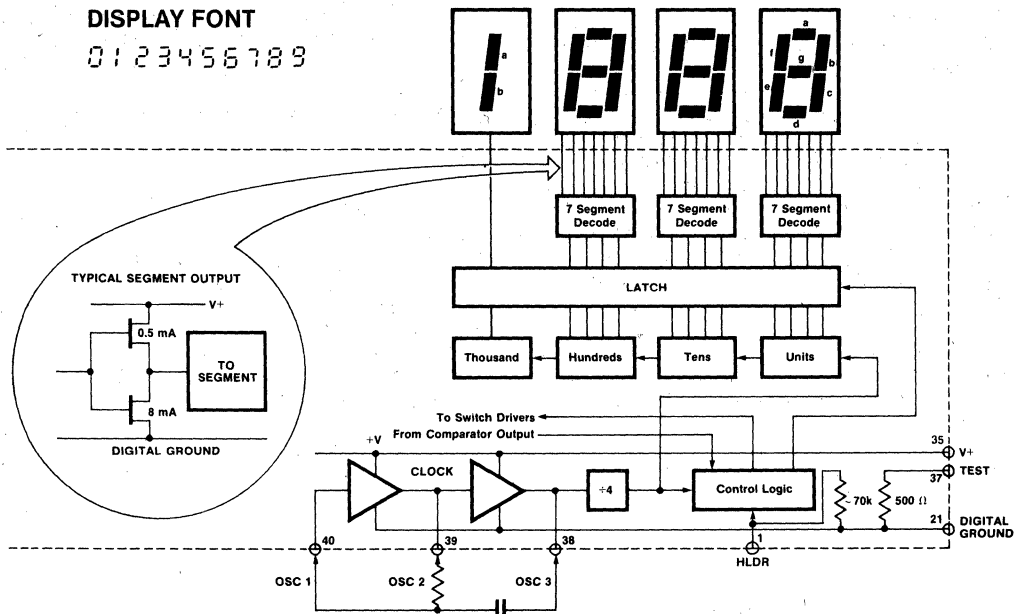 DISPLAY FONT
0123456789
a
b
a
f
g
b
e
c
d
7 Segment
Decode
7 Segment
Decode
7 Segment
Decode
TYPICAL SEGMENT OUTPUT
V+
0.5 mA
TO
SEGMENT
8 mA
DIGITAL GROUND
LATCH
Thousand
Hundreds
Tens
Units
To Switch Drivers
From Comparator Output
+V
CLOCK
÷4
Control Logic
~70k
500 Ω
35
V+
TEST
37
21
DIGITAL
GROUND
40
39
38
1
OSC 1
OSC 2
OSC 3
HLDR